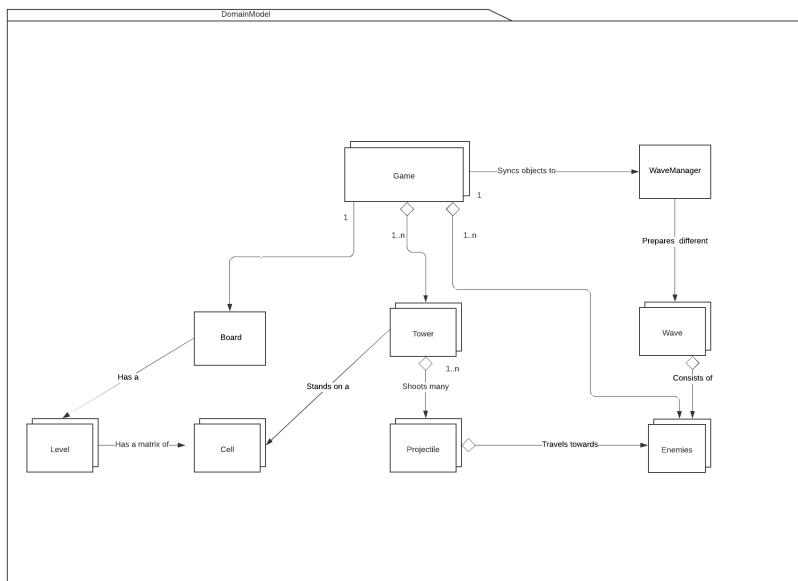 DomainModel
Game
Syncs objects to
WaveManager
1
1
1..n
1..n
Prepares different
Board
Tower
Wave
1..n
Has a
Stands on a
Shoots many
Consists of
Level
Has a matrix of
Cell
Projectile
Travels towards
Enemies